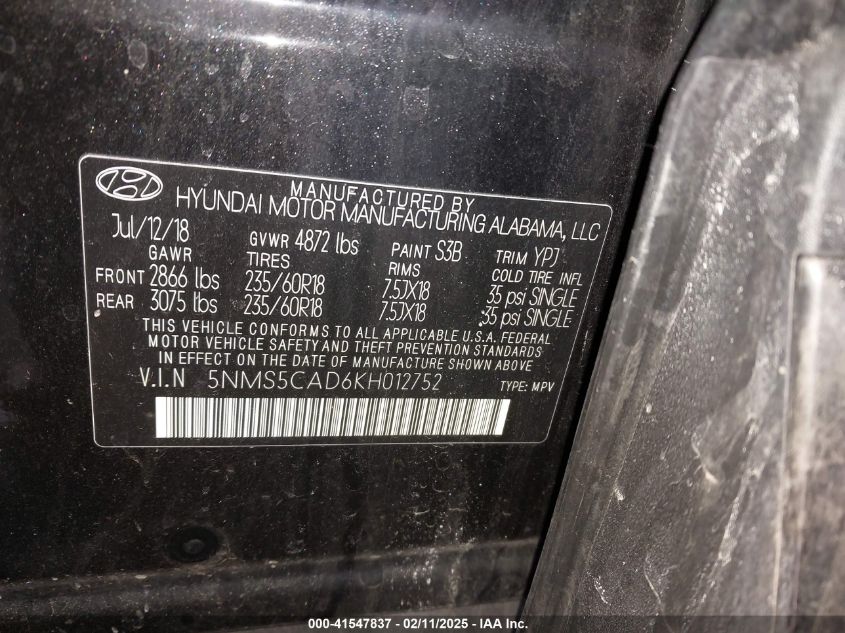 MANUFACTURED BY
HYUNDAI MOTOR MANUFACTURING ALABAMA, LLC
Jul/12/18 GVWR 4872 lbs PAINT S3B TRIM YPJ
GAWR TIRES RIMS COLD TIRE INFL
FRONT 2866 lbs 235/60R18 7.5JX18 35 psi SINGLE
REAR 3075 lbs 235/60R18 7.5JX18 35 psi SINGLE
THIS VEHICLE CONFORMS TO ALL APPLICABLE U.S.A. FEDERAL
MOTOR VEHICLE SAFETY AND THEFT PREVENTION STANDARDS
IN EFFECT ON THE DATE OF MANUFACTURE SHOWN ABOVE
V.I.N 5NMS5CAD6KH012752 TYPE: MPV
000-41547837 - 02/11/2025 - IAA Inc.